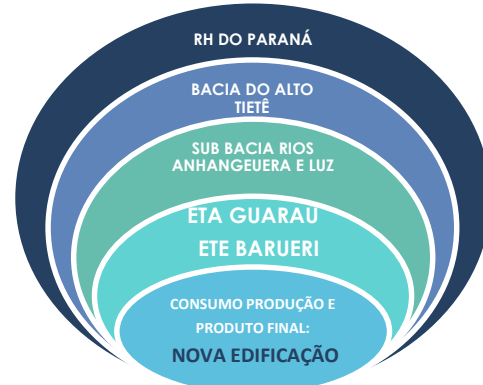 RH DO PARANÁ
BACIA DO ALTO
TIETÊ
SUB BACIA RIOS
ANHANGEUERA E LUZ
ETA GUARAU
ETE BARUERI
CONSUMO PRODUÇÃO E
PRODUTO FINAL:
NOVA EDIFICAÇÃO